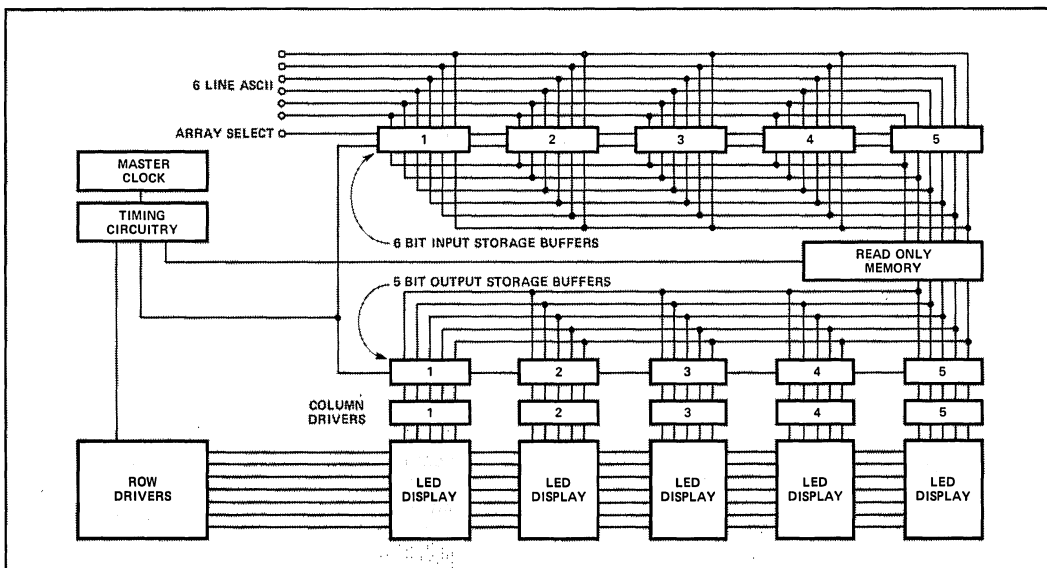 6 LINE ASCII
ARRAY SELECT
1 2 3 4 5
MASTER
CLOCK
TIMING
CIRCUITRY
6 BIT INPUT STORAGE BUFFERS
READ ONLY
MEMORY
5 BIT OUTPUT STORAGE BUFFERS
1 2 3 4 5
COLUMN
DRIVERS
1 2 3 4 5
ROW
DRIVERS
LED
DISPLAY
LED
DISPLAY
LED
DISPLAY
LED
DISPLAY
LED
DISPLAY